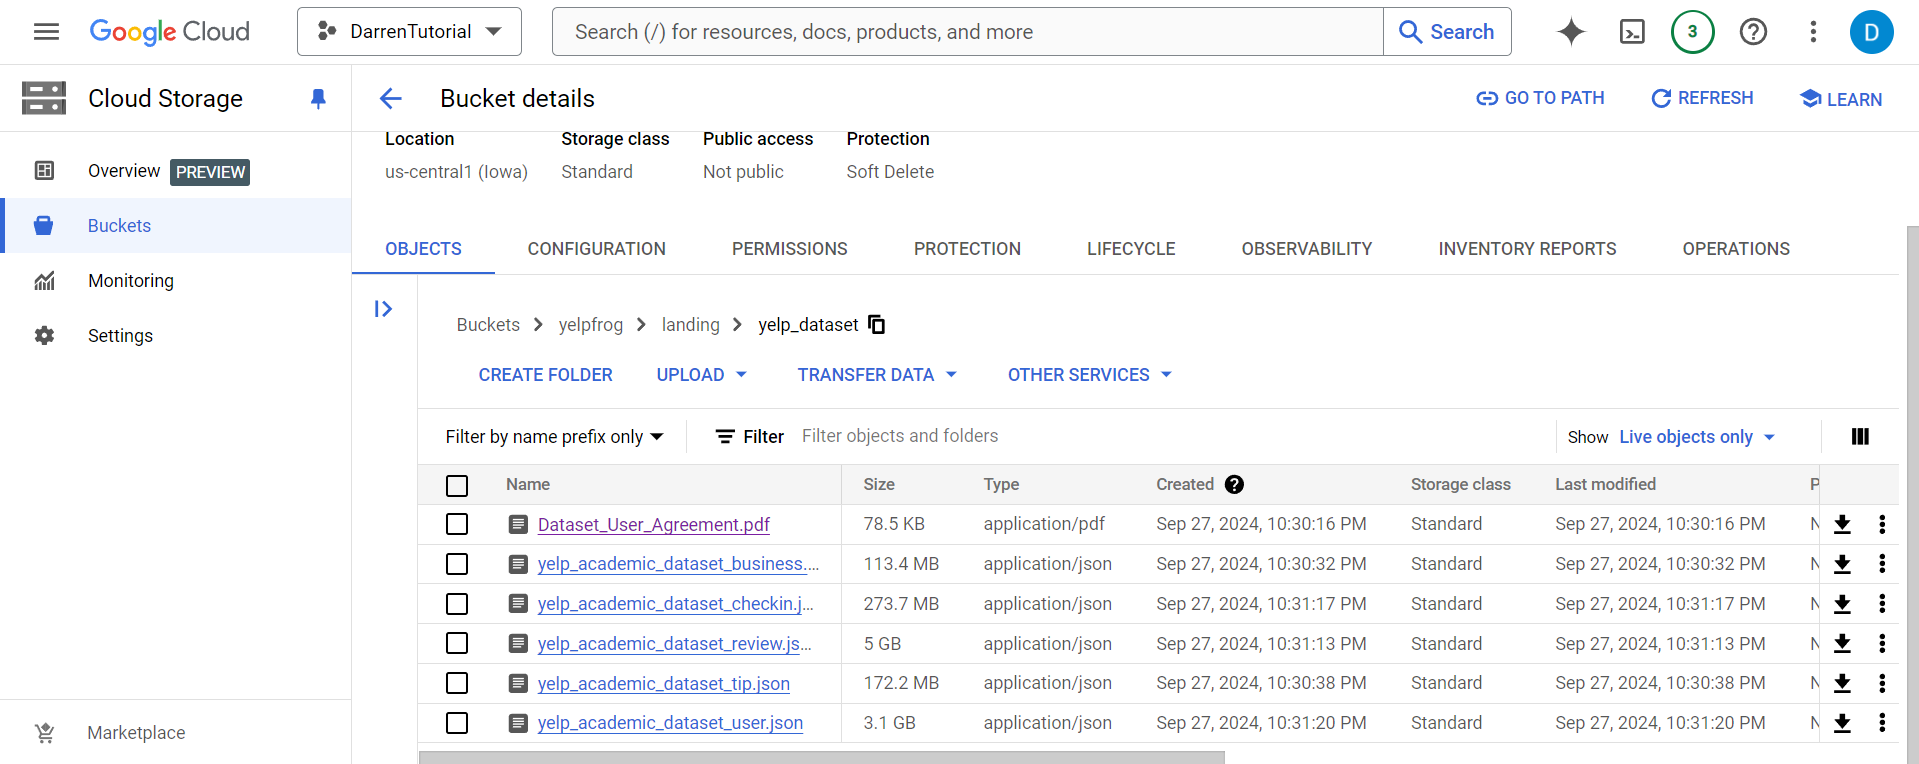 Google Cloud DarrenTutorial Search (/) for resources, docs, products, and more Search 3 D
Cloud Storage
Overview PREVIEW
Buckets
Monitoring
Settings
Marketplace
Bucket details GO TO PATH REFRESH LEARN
Location Storage class Public access Protection
us-central1 (Iowa) Standard Not public Soft Delete
OBJECTS CONFIGURATION PERMISSIONS PROTECTION LIFECYCLE OBSERVABILITY INVENTORY REPORTS OPERATIONS
Buckets > yelpfrog > landing > yelp_dataset
CREATE FOLDER UPLOAD TRANSFER DATA OTHER SERVICES
Filter by name prefix only Filter Filter objects and folders Show Live objects only
Name Size Type Created Storage class Last modified P
Dataset_User_Agreement.pdf 78.5 KB application/pdf Sep 27, 2024, 10:30:16 PM Standard Sep 27, 2024, 10:30:16 PM N
yelp_academic_dataset_business.... 113.4 MB application/json Sep 27, 2024, 10:30:32 PM Standard Sep 27, 2024, 10:30:32 PM N
yelp_academic_dataset_checkin.j... 273.7 MB application/json Sep 27, 2024, 10:31:17 PM Standard Sep 27, 2024, 10:31:17 PM N
yelp_academic_dataset_review.js... 5 GB application/json Sep 27, 2024, 10:31:13 PM Standard Sep 27, 2024, 10:31:13 PM N
yelp_academic_dataset_tip.json 172.2 MB application/json Sep 27, 2024, 10:30:38 PM Standard Sep 27, 2024, 10:30:38 PM N
yelp_academic_dataset_user.json 3.1 GB application/json Sep 27, 2024, 10:31:20 PM Standard Sep 27, 2024, 10:31:20 PM N